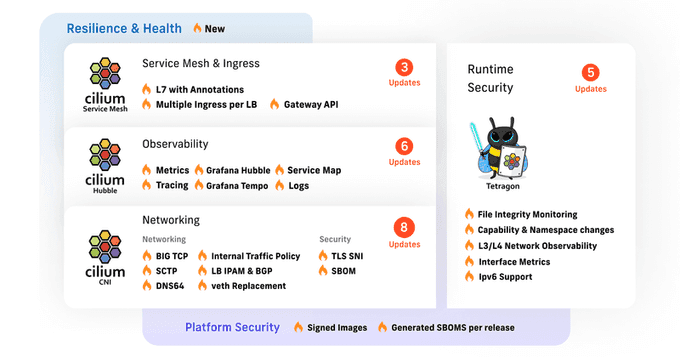 Resilience & Health New
Service Mesh & Ingress
3
Updates
cilium
Service Mesh
L7 with Annotations
Multiple Ingress per LB Gateway API
Observability
6
Updates
cilium
Hubble
Metrics Grafana Hubble Service Map
Tracing Grafana Tempo Logs
Networking
8
Updates
cilium
CNI
Networking Security
BIG TCP Internal Traffic Policy TLS SNI
SCTP LB IPAM & BGP SBOM
DNS64 veth Replacement
Runtime
Security
5
Updates
Tetragon
File Integrity Monitoring
Capability & Namespace changes
L3/L4 Network Observability
Interface Metrics
Ipv6 Support
Platform Security Signed Images Generated SBOMS per release